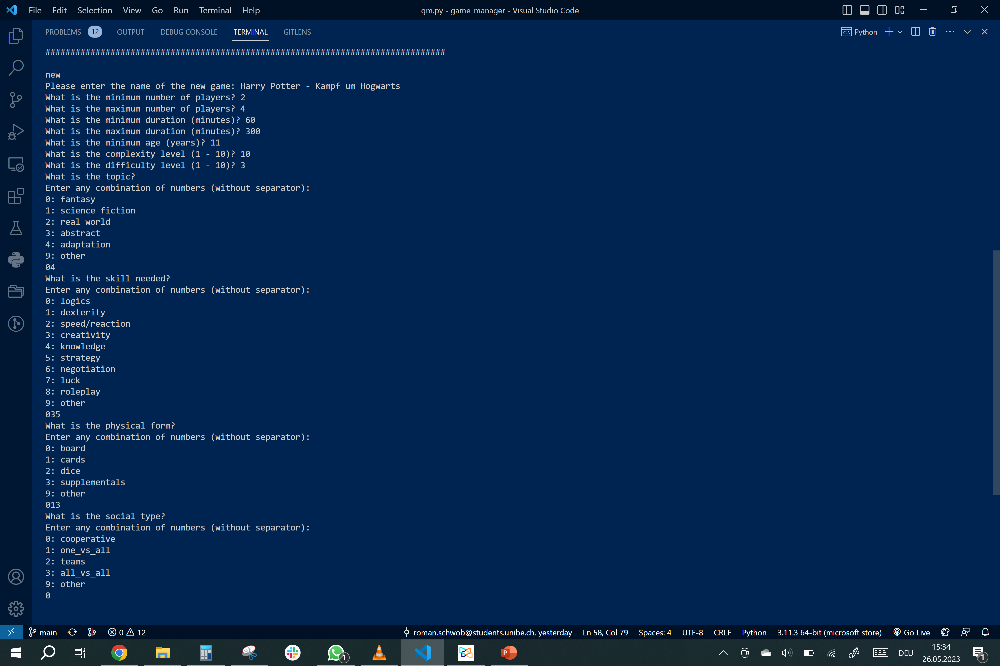 File Edit Selection View Go Run Terminal Help gm.py - game_manager - Visual Studio Code
PROBLEMS 12 OUTPUT DEBUG CONSOLE TERMINAL GITLENS Python
################################################################################
new
Please enter the name of the new game: Harry Potter - Kampf um Hogwarts
What is the minimum number of players? 2
What is the maximum number of players? 4
What is the minimum duration (minutes)? 60
What is the maximum duration (minutes)? 300
What is the minimum age (years)? 11
What is the complexity level (1 - 10)? 10
What is the difficulty level (1 - 10)? 3
What is the topic?
Enter any combination of numbers (without separator):
0: fantasy
1: science fiction
2: real world
3: abstract
4: adaptation
9: other
04
What is the skill needed?
Enter any combination of numbers (without separator):
0: logics
1: dexterity
2: speed/reaction
3: creativity
4: knowledge
5: strategy
6: negotiation
7: luck
8: roleplay
9: other
035
What is the physical form?
Enter any combination of numbers (without separator):
0: board
1: cards
2: dice
3: supplementals
9: other
013
What is the social type?
Enter any combination of numbers (without separator):
0: cooperative
1: one_vs_all
2: teams
3: all_vs_all
9: other
0
main 0 12 roman.schwob@students.unibe.ch, yesterday Ln 58, Col 79 Spaces: 4 UTF-8 CRLF Python 3.11.3 64-bit (microsoft store) Go Live
1 P DEU 15:34 1
26.05.2023